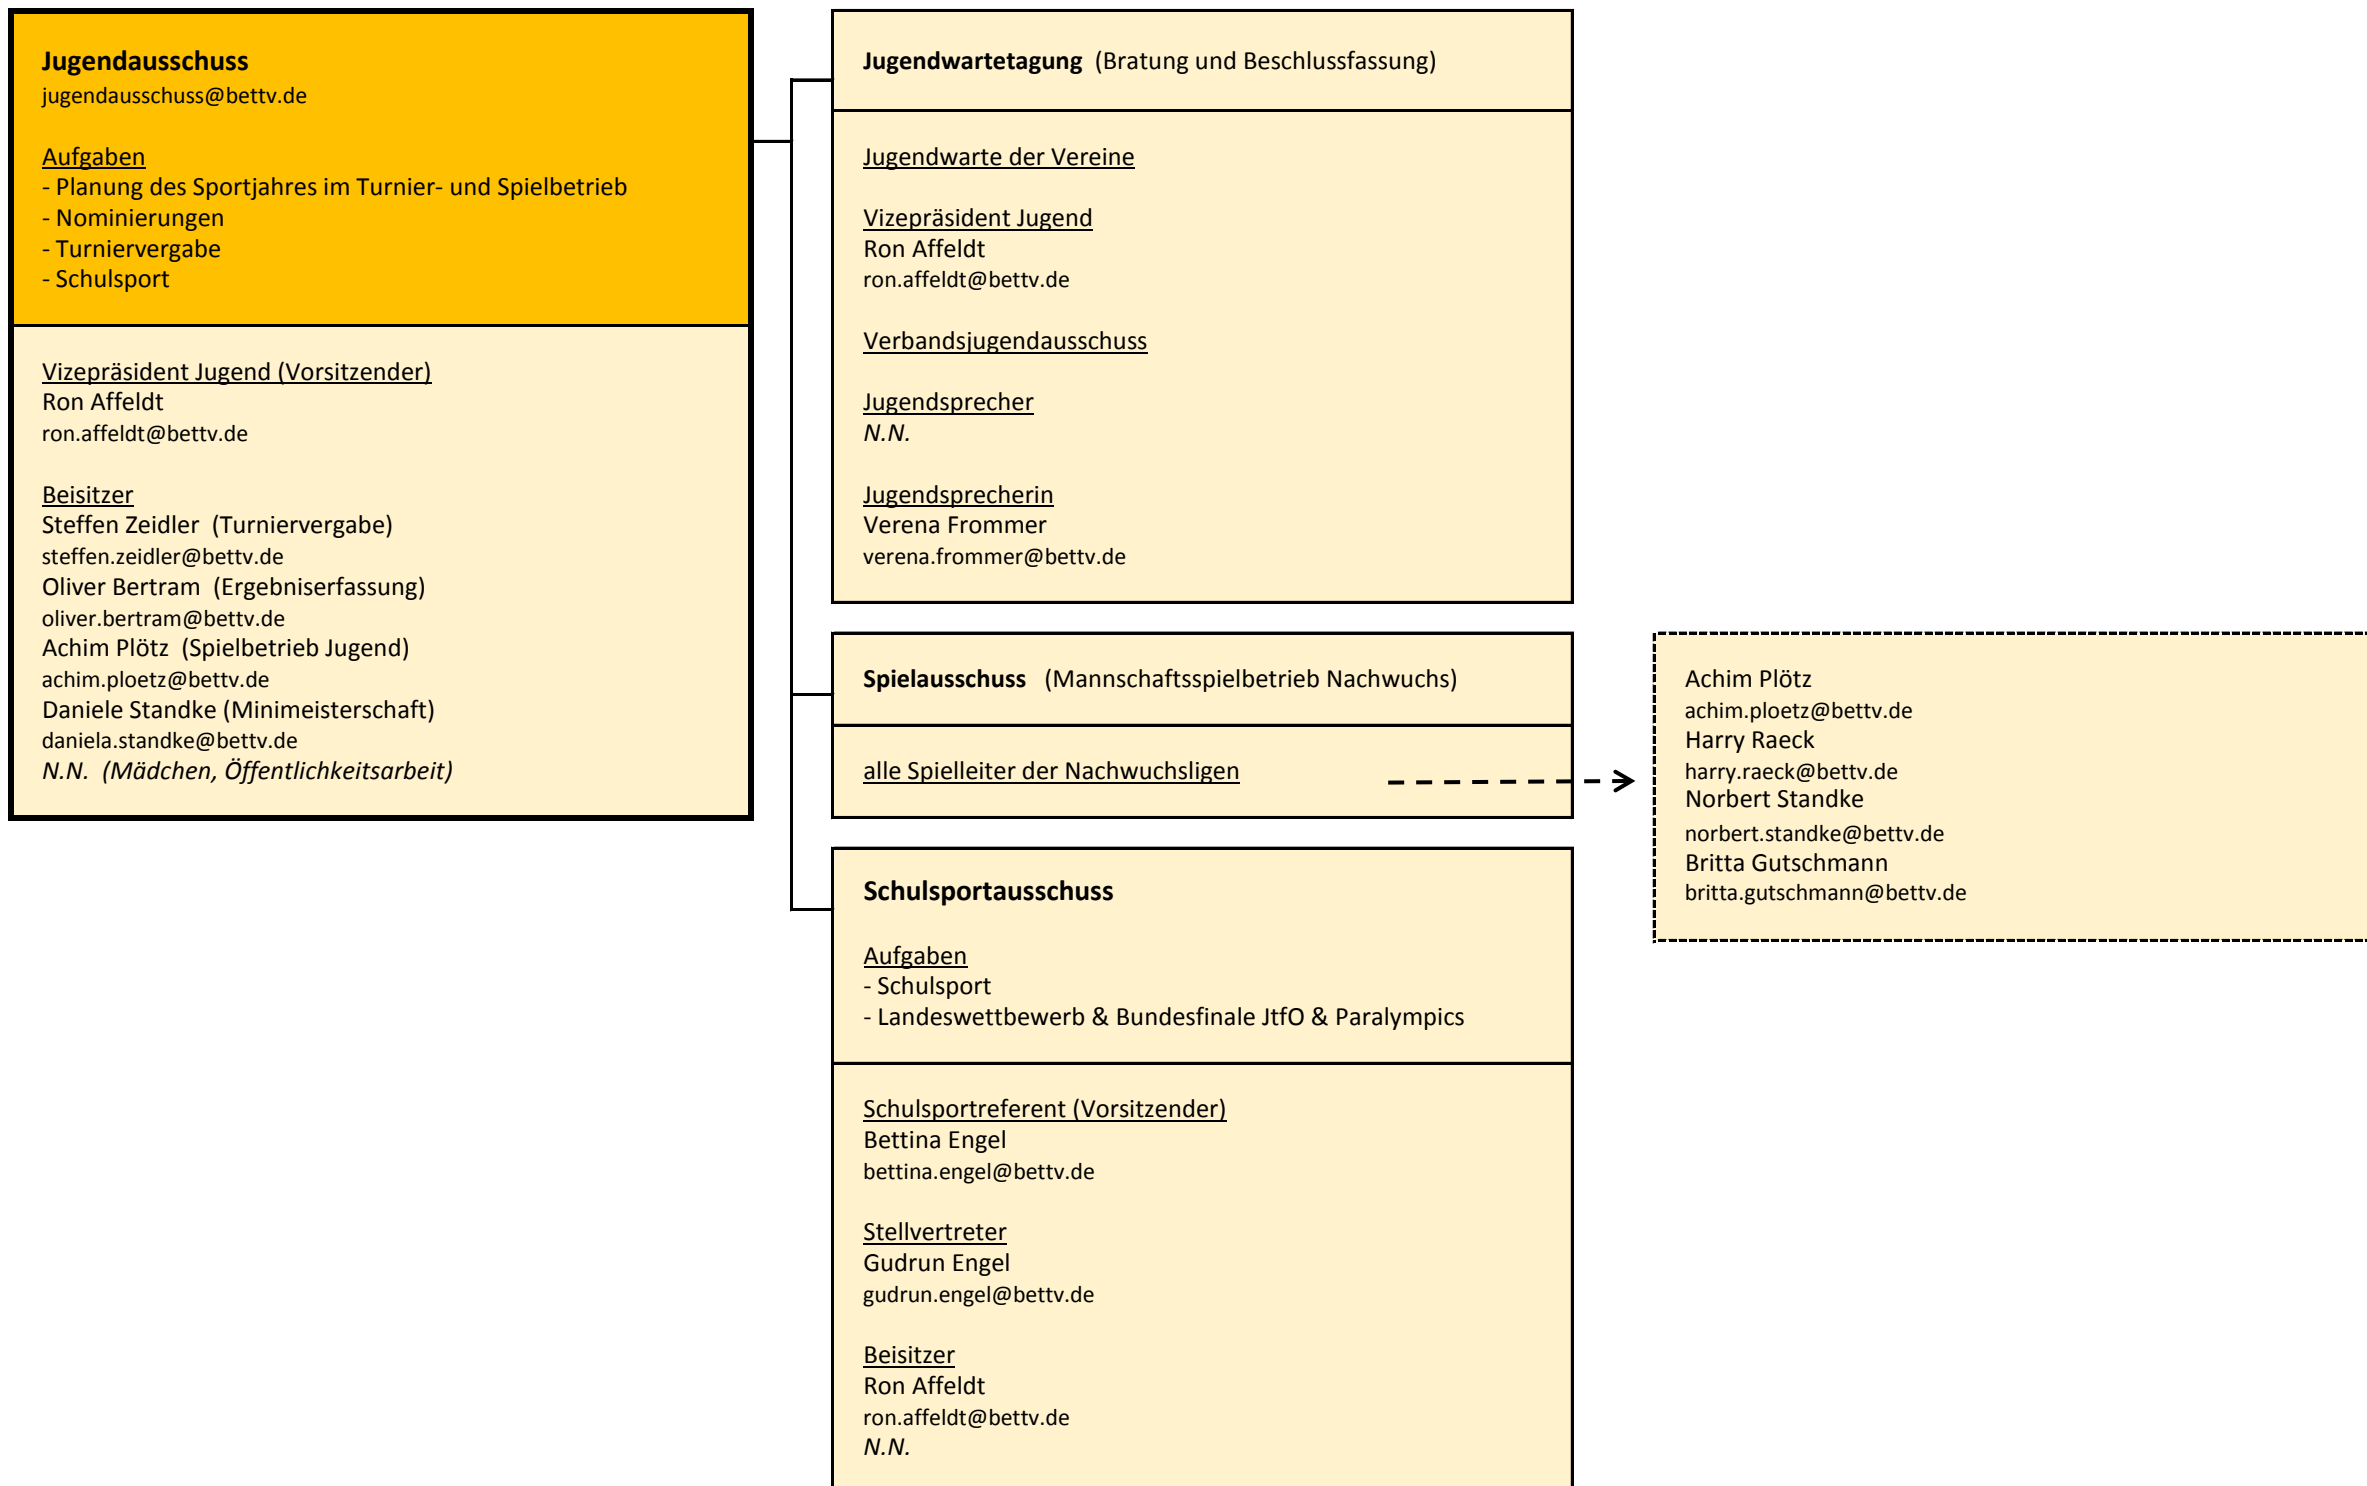 Jugendausschuss
jugendausschuss@bettv.de
Aufgaben
- Planung des Sportjahres im Turnier- und Spielbetrieb
- Nominierungen
- Turniervergabe
- Schulsport
Vizepräsident Jugend (Vorsitzender)
Ron Affeldt
ron.affeldt@bettv.de
Beisitzer
Steffen Zeidler (Turniervergabe)
steffen.zeidler@bettv.de
Oliver Bertram (Ergebniserfassung)
oliver.bertram@bettv.de
Achim Plötz (Spielbetrieb Jugend)
achim.ploetz@bettv.de
Daniele Standke (Minimeisterschaft)
daniela.standke@bettv.de
N.N. (Mädchen, Öffentlichkeitsarbeit)
Jugendwartetagung (Bratung und Beschlussfassung)
Jugendwarte der Vereine
Vizepräsident Jugend
Ron Affeldt
ron.affeldt@bettv.de
Verbandsjugendausschuss
Jugendsprecher
N.N.
Jugendsprecherin
Verena Frommer
verena.frommer@bettv.de
Spielausschuss (Mannschaftsspielbetrieb Nachwuchs)
alle Spielleiter der Nachwuchsligen
Achim Plötz
achim.ploetz@bettv.de
Harry Raeck
harry.raeck@bettv.de
Norbert Standke
norbert.standke@bettv.de
Britta Gutschmann
britta.gutschmann@bettv.de
Schulsportausschuss
Aufgaben
- Schulsport
- Landeswettbewerb & Bundesfinale JtfO & Paralympics
Schulsportreferent (Vorsitzender)
Bettina Engel
bettina.engel@bettv.de
Stellvertreter
Gudrun Engel
gudrun.engel@bettv.de
Beisitzer
Ron Affeldt
ron.affeldt@bettv.de
N.N.